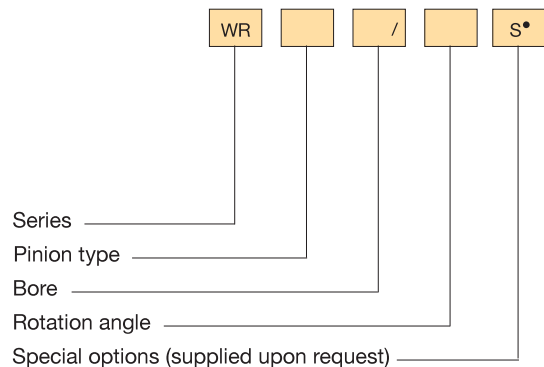 WR / S●
Series
Pinion type
Bore
Rotation angle
Special options (supplied upon request)